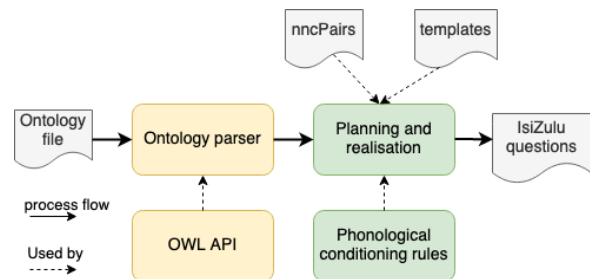 nncPairs
templates
Ontology
file
Ontology parser
Planning and
realisation
IsiZulu
questions
process flow
Used by
OWL API
Phonological
conditioning rules